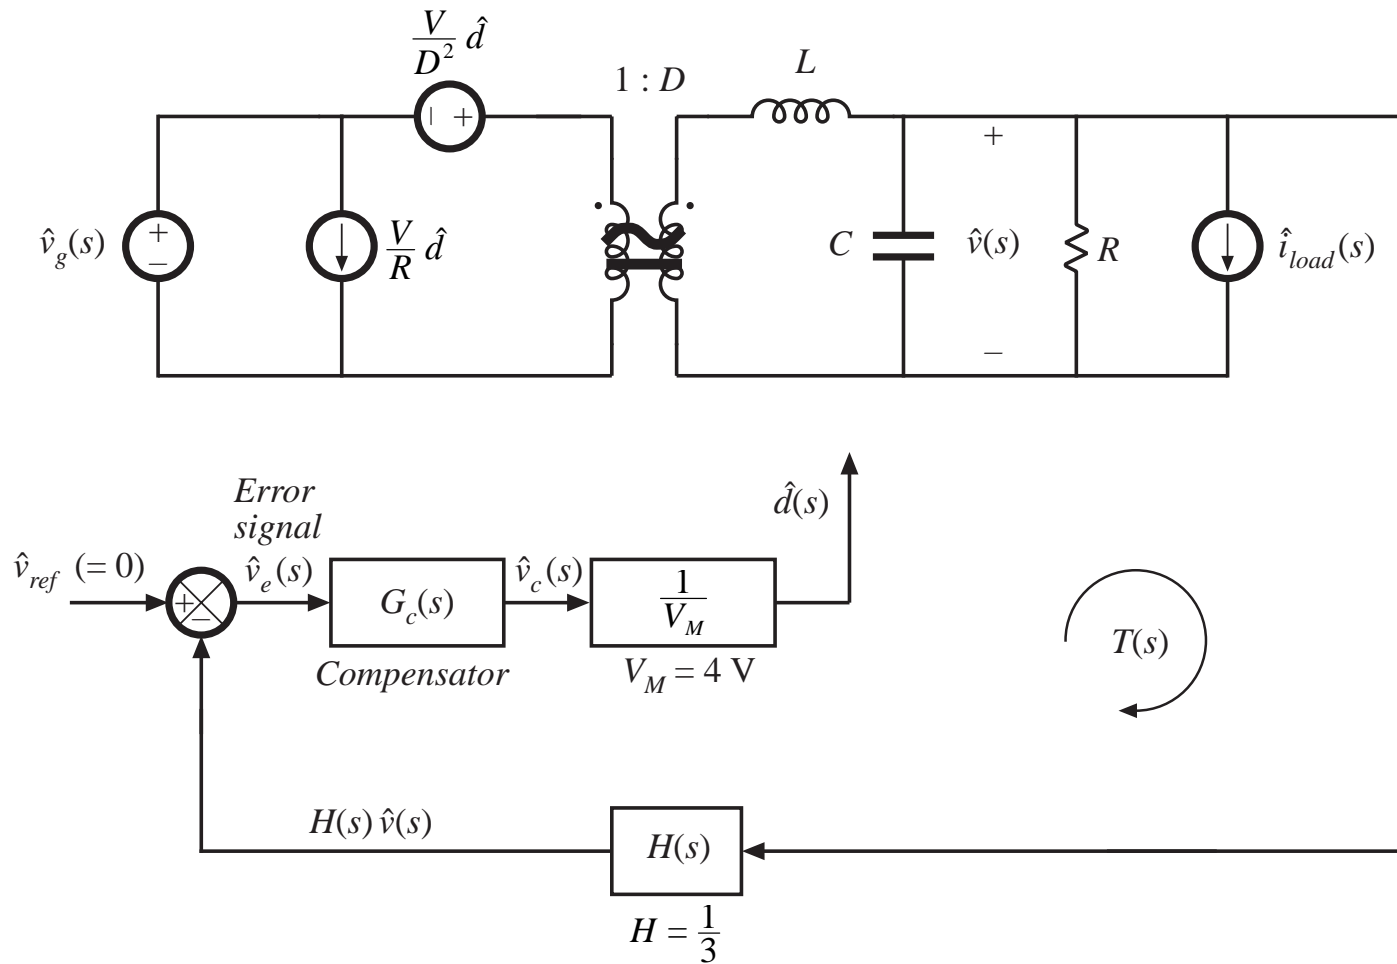 V/D² d̂
1 : D
L
+
–
+
v̂g(s)
+
–
V/R d̂
C
+
v̂(s)
–
R
îload(s)
Error
signal
v̂ref (= 0)
+
–
v̂e(s)
Gc(s)
Compensator
v̂c(s)
1/VM
VM = 4 V
d̂(s)
T(s)
H(s) v̂(s)
H(s)
H = 1/3